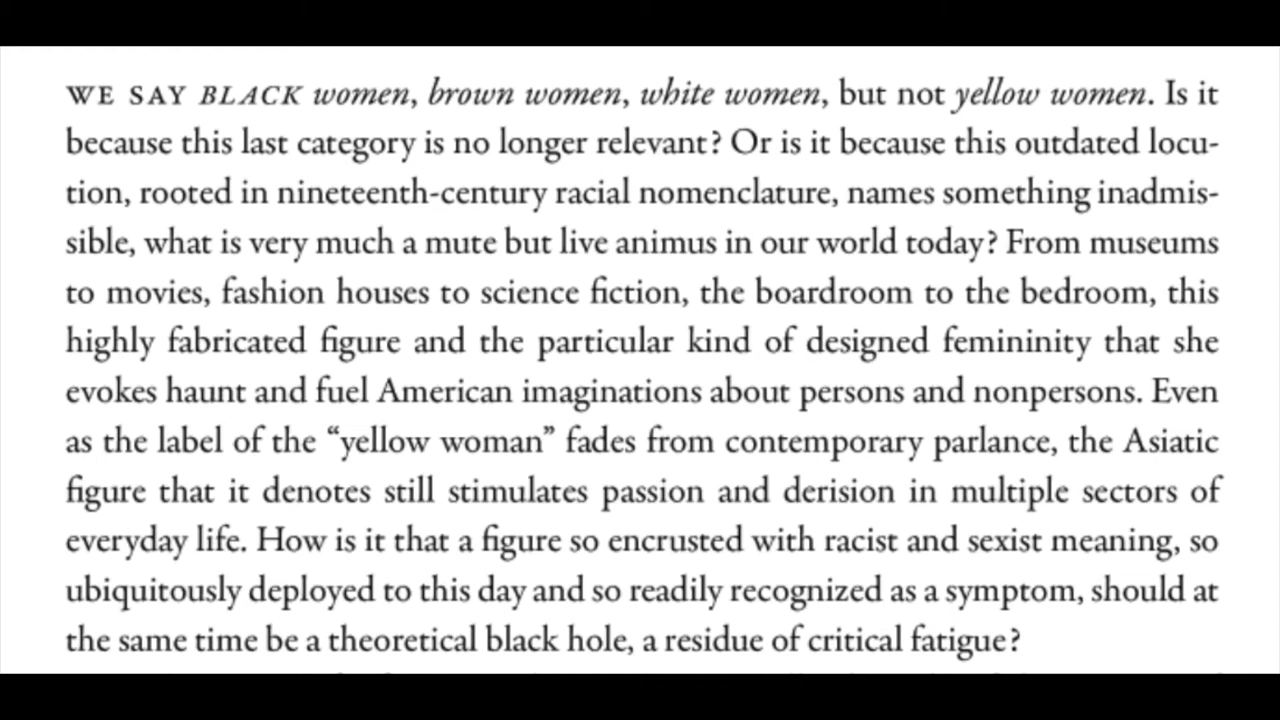 WE SAY BLACK women, brown women, white women, but not yellow women. Is it
because this last category is no longer relevant? Or is it because this outdated locu-
tion, rooted in nineteenth-century racial nomenclature, names something inadmis-
sible, what is very much a mute but live animus in our world today? From museums
to movies, fashion houses to science fiction, the boardroom to the bedroom, this
highly fabricated figure and the particular kind of designed femininity that she
evokes haunt and fuel American imaginations about persons and nonpersons. Even
as the label of the “yellow woman” fades from contemporary parlance, the Asiatic
figure that it denotes still stimulates passion and derision in multiple sectors of
everyday life. How is it that a figure so encrusted with racist and sexist meaning, so
ubiquitously deployed to this day and so readily recognized as a symptom, should at
the same time be a theoretical black hole, a residue of critical fatigue?